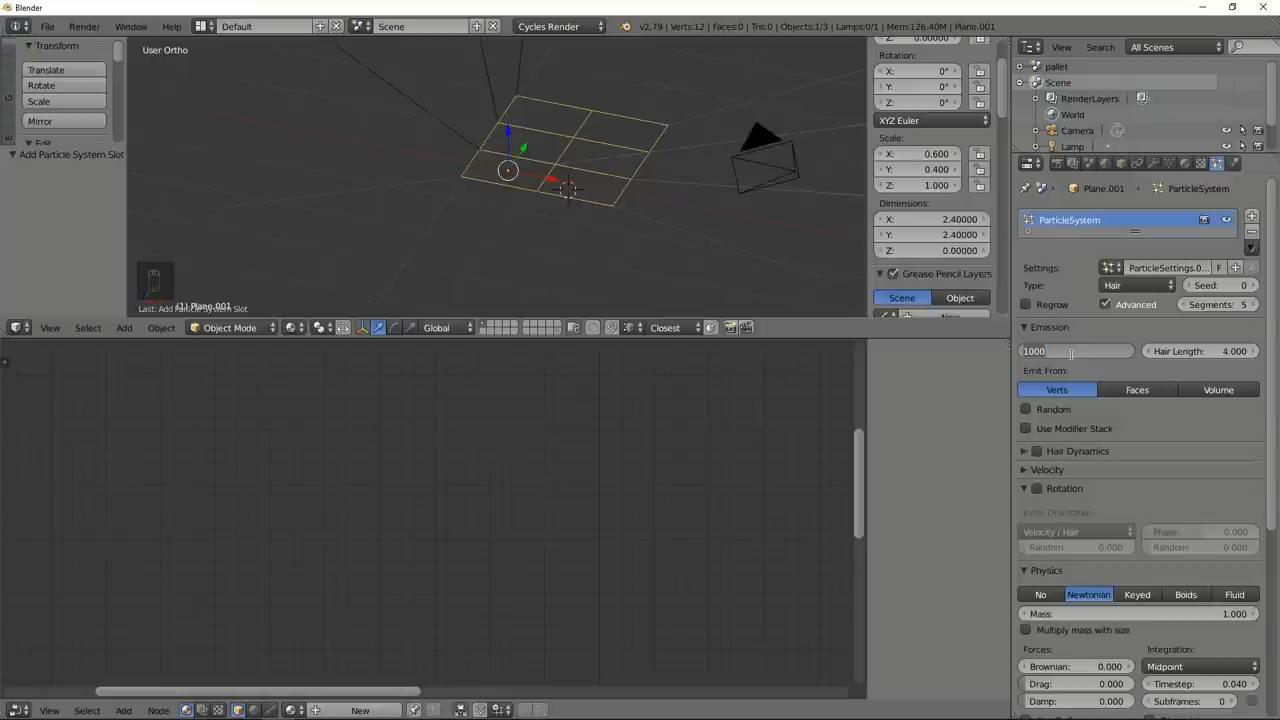 Blender
File Render Window Help Default Scene Cycles Render v2.79 | Verts:12 | Faces:0 | Tris:0 | Objects:1/3 | Lamps:0/1 | Mem:126.40M | Plane.001
Transform
Translate
Rotate
Scale
Mirror
Edit
Add Particle System Slot
User Ortho
(1) Plane.001
Last: Add Particle System Slot
Z: 0.00000
Rotation:
X: 0°
Y: 0°
Z: 0°
XYZ Euler
Scale:
X: 0.600
Y: 0.400
Z: 1.000
Dimensions:
X: 2.40000
Y: 2.40000
Z: 0.00000
Grease Pencil Layers
Scene Object
New
View Search All Scenes
pallet
Scene
RenderLayers
World
Camera
Lamp
Plane.001 ParticleSystem
ParticleSystem
Settings: ParticleSettings.0... F
Type: Hair Seed: 0
Regrow Advanced Segments: 5
Emission
1000 Hair Length: 4.000
Emit From:
Verts Faces Volume
Random
Use Modifier Stack
Hair Dynamics
Velocity
Rotation
Initial Orientation
Velocity / Hair Phase: 0.000
Random: 0.000 Random: 0.000
Physics
No Newtonian Keyed Boids Fluid
Mass: 1.000
Multiply mass with size
Forces: Integration:
Brownian: 0.000 Midpoint
Drag: 0.000 Timestep: 0.040
Damp: 0.000 Subframes: 0
View Select Add Object Object Mode Global Closest
View Select Add Node New